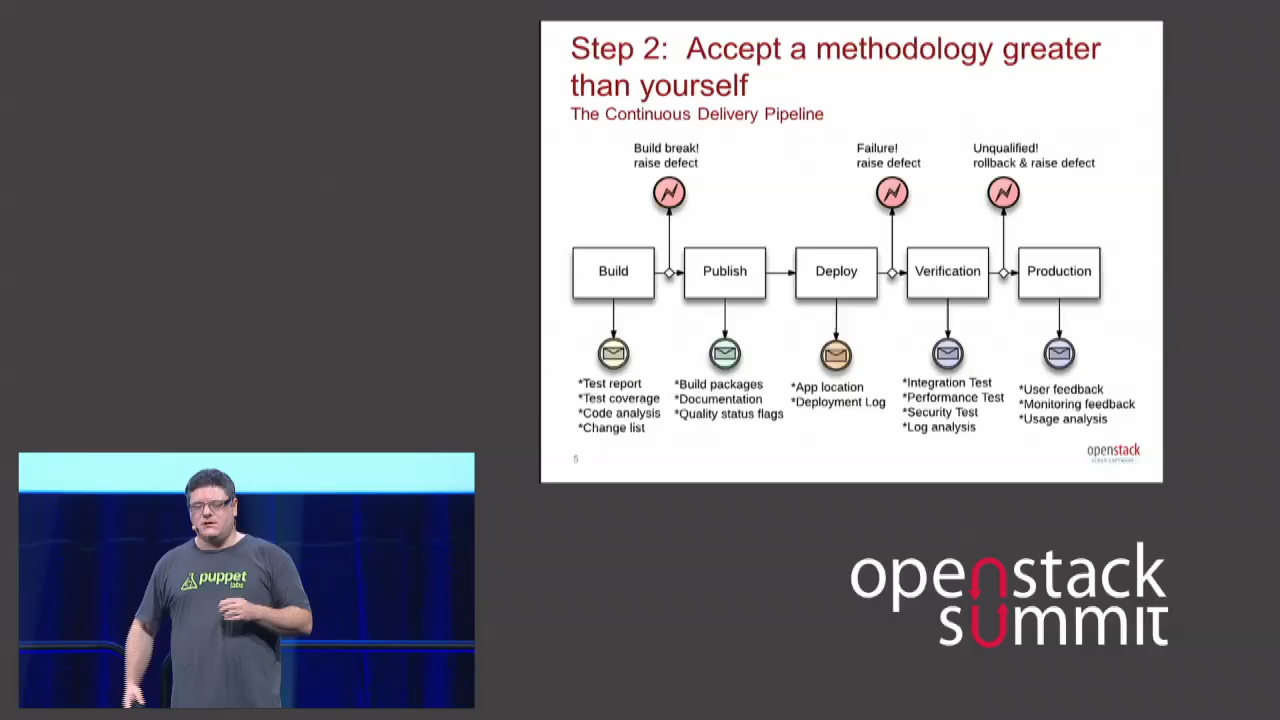 Step 2: Accept a methodology greater
than yourself
The Continuous Delivery Pipeline
Build break!
raise defect
Failure!
raise defect
Unqualified!
rollback & raise defect
Build
Publish
Deploy
Verification
Production
*Test report
*Test coverage
*Code analysis
*Change list
*Build packages
*Documentation
*Quality status flags
*App location
*Deployment Log
*Integration Test
*Performance Test
*Security Test
*Log analysis
*User feedback
*Monitoring feedback
*Usage analysis
5
openstack
CLOUD SOFTWARE
puppet
labs
openstack
summit